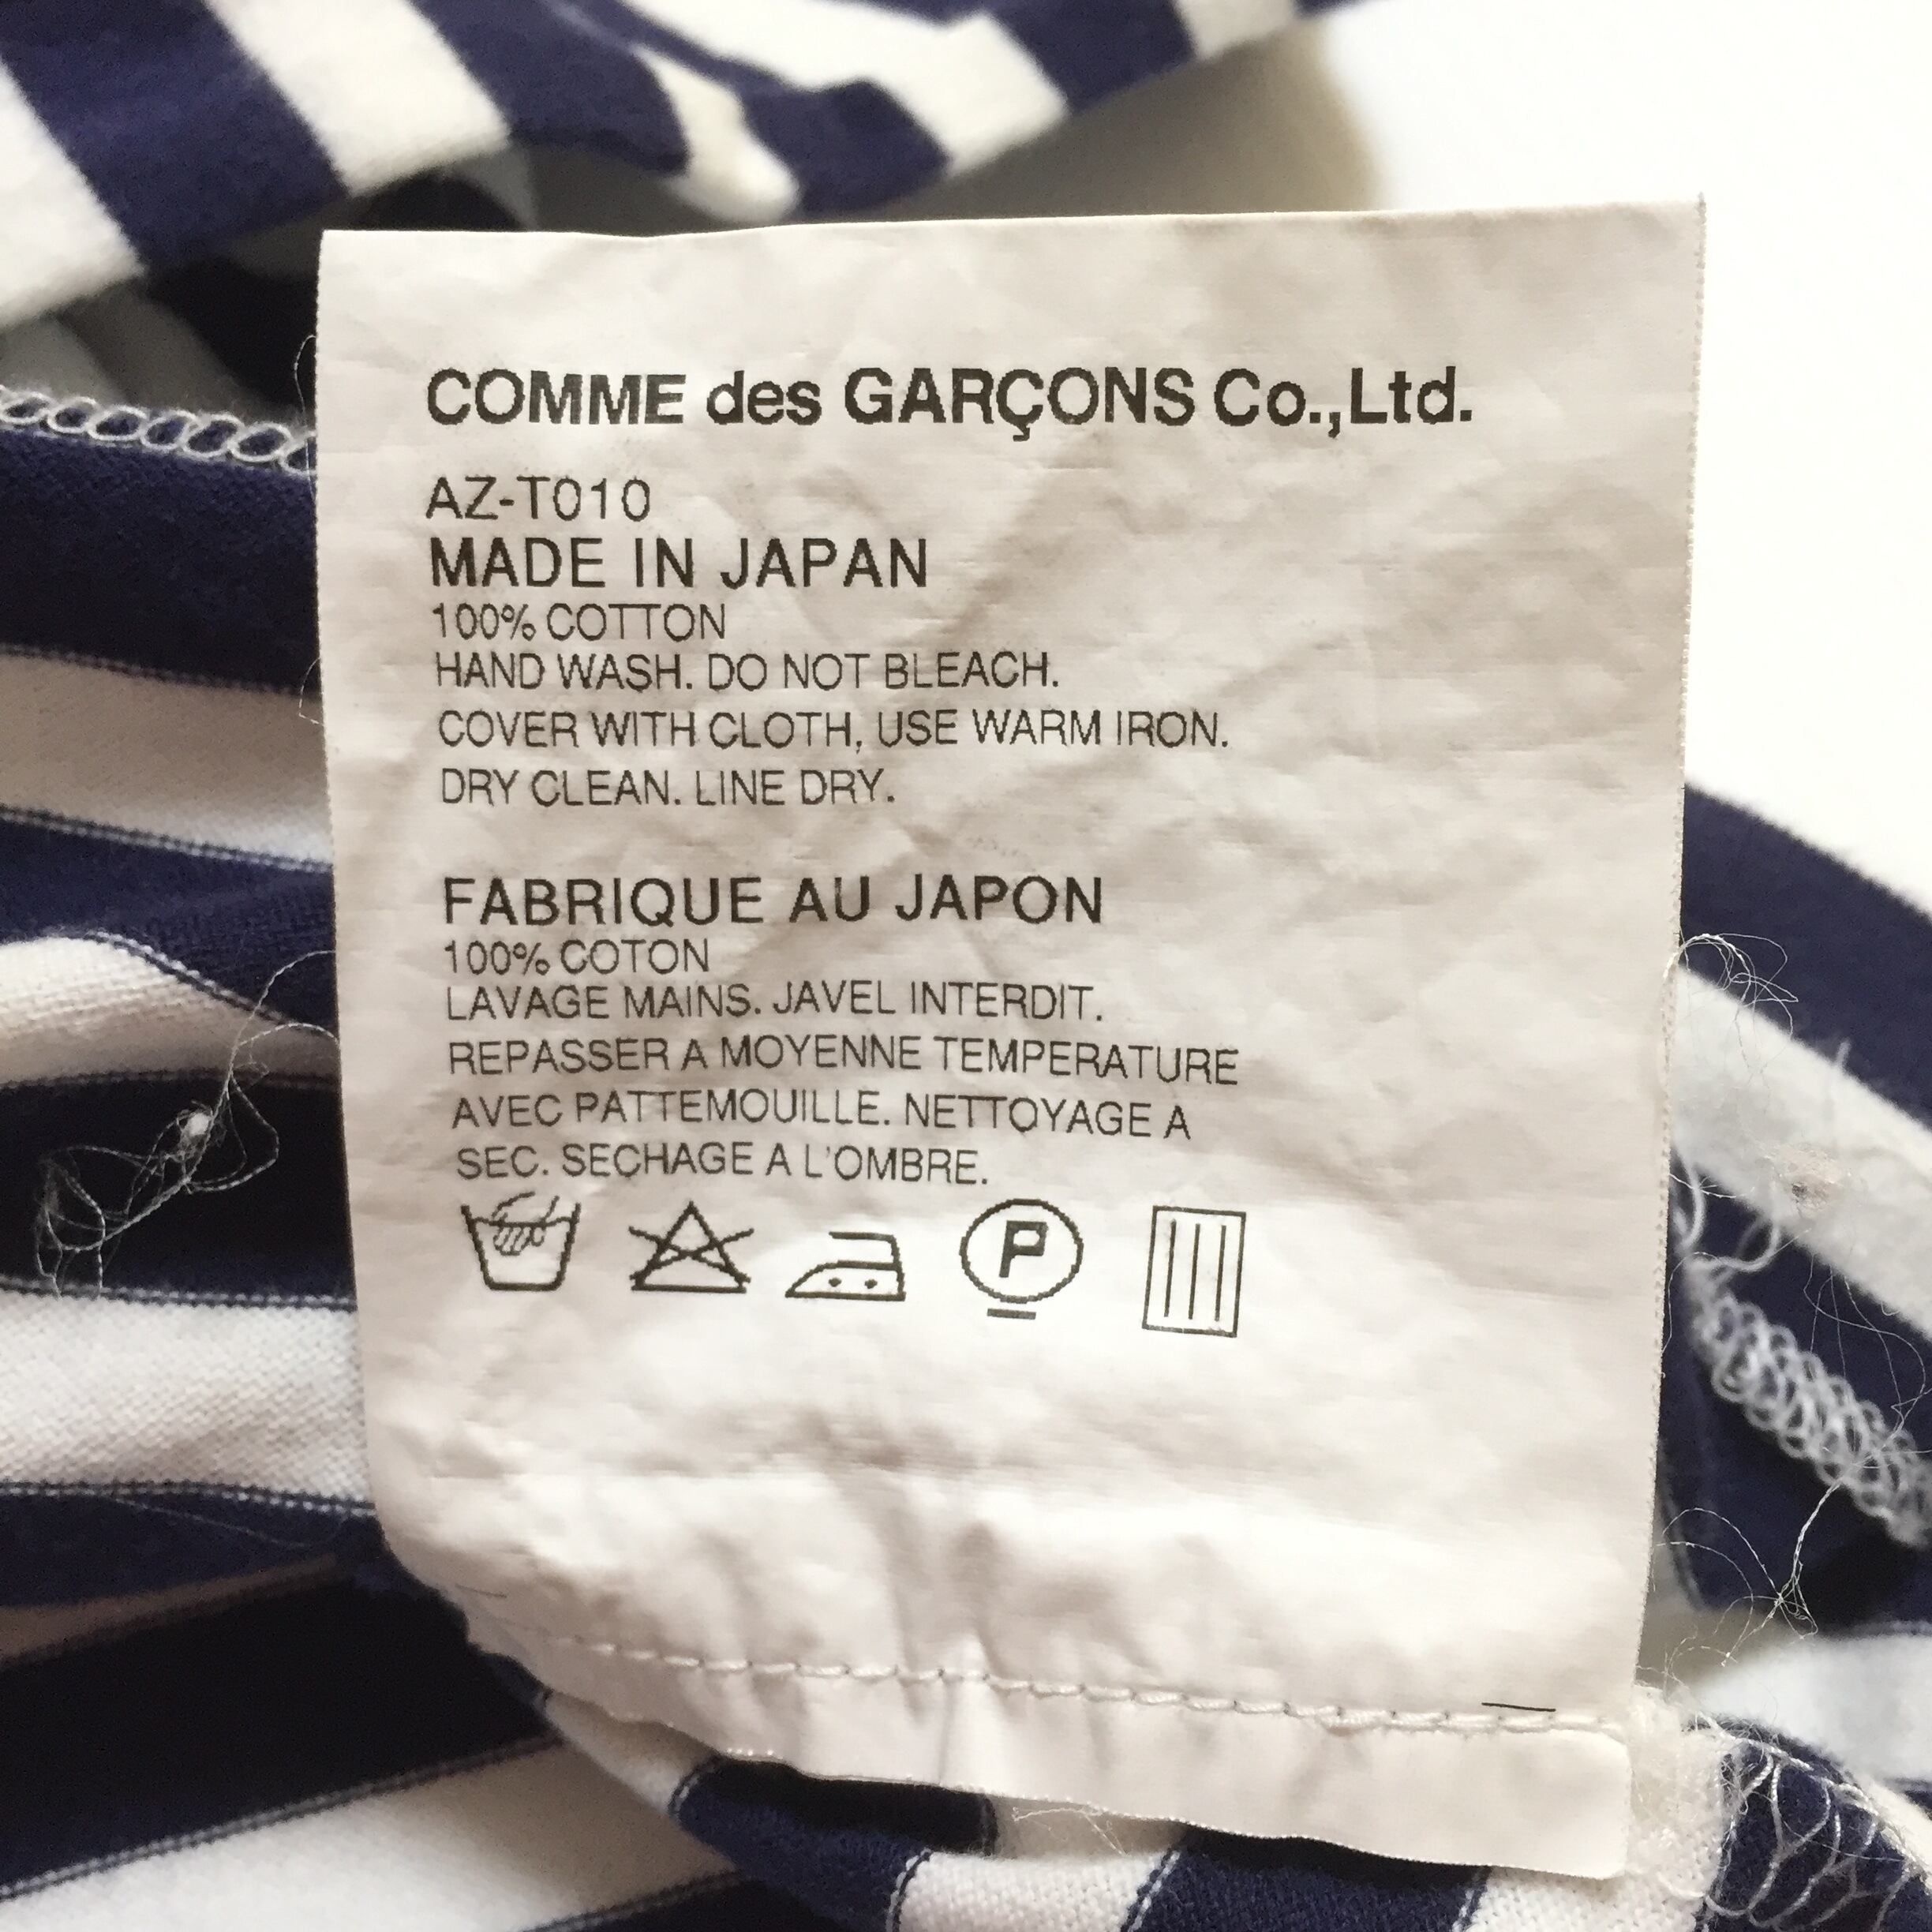 COMME des GARÇONS Co.,Ltd.
AZ-T010
MADE IN JAPAN
100% COTTON
HAND WASH. DO NOT BLEACH.
COVER WITH CLOTH, USE WARM IRON.
DRY CLEAN. LINE DRY.
FABRIQUE AU JAPON
100% COTON
LAVAGE MAINS. JAVEL INTERDIT.
REPASSER A MOYENNE TEMPERATURE
AVEC PATTEMOUILLE. NETTOYAGE A
SEC. SECHAGE A L'OMBRE.
P